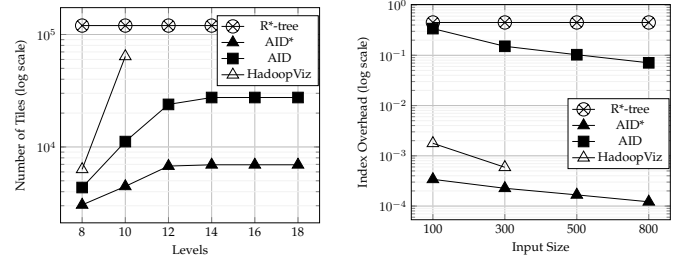 Number of Tiles (log scale)
10^5
10^4
8 10 12 14 16 18
Levels
R*-tree
AID*
AID
HadoopViz
Index Overhead (log scale)
10^0
10^−1
10^−2
10^−3
10^−4
100 300 500 800
Input Size
R*-tree
AID*
AID
HadoopViz